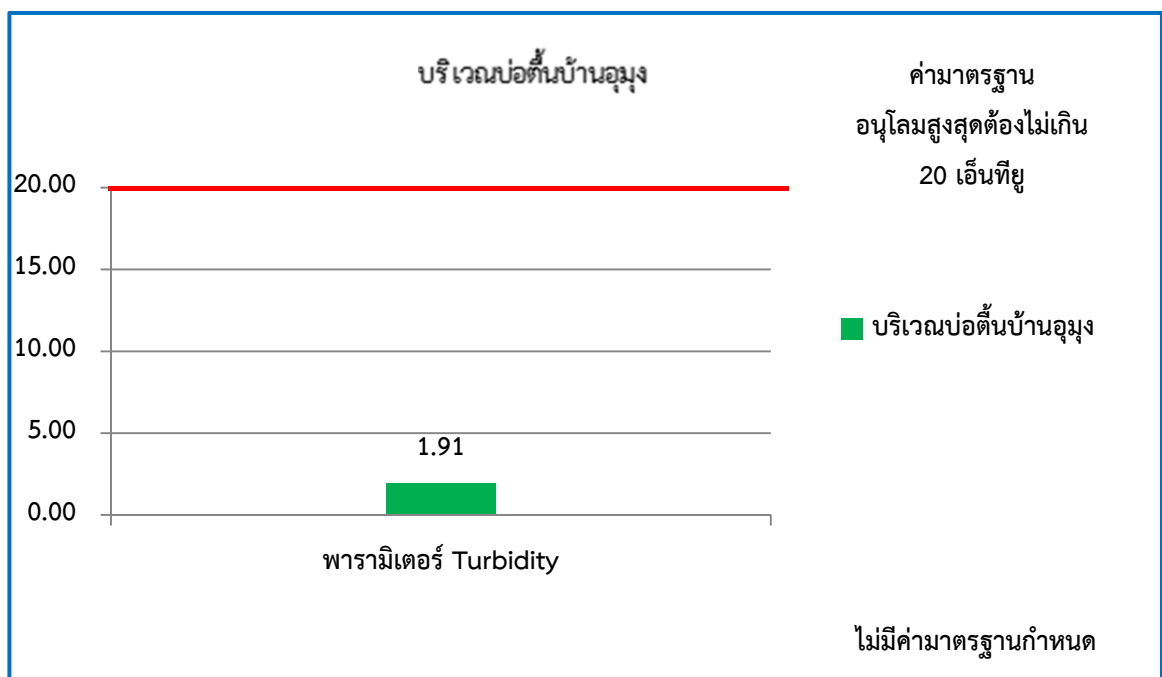 บริเวณบ่อตื้นบ้านอุมุง
ค่ามาตรฐาน
อนุโลมสูงสุดต้องไม่เกิน
20 เอ็นทียู
20.00
15.00
10.00
5.00
0.00
1.91
พารามิเตอร์ Turbidity
บริเวณบ่อตื้นบ้านอุมุง
ไม่มีค่ามาตรฐานกำหนด